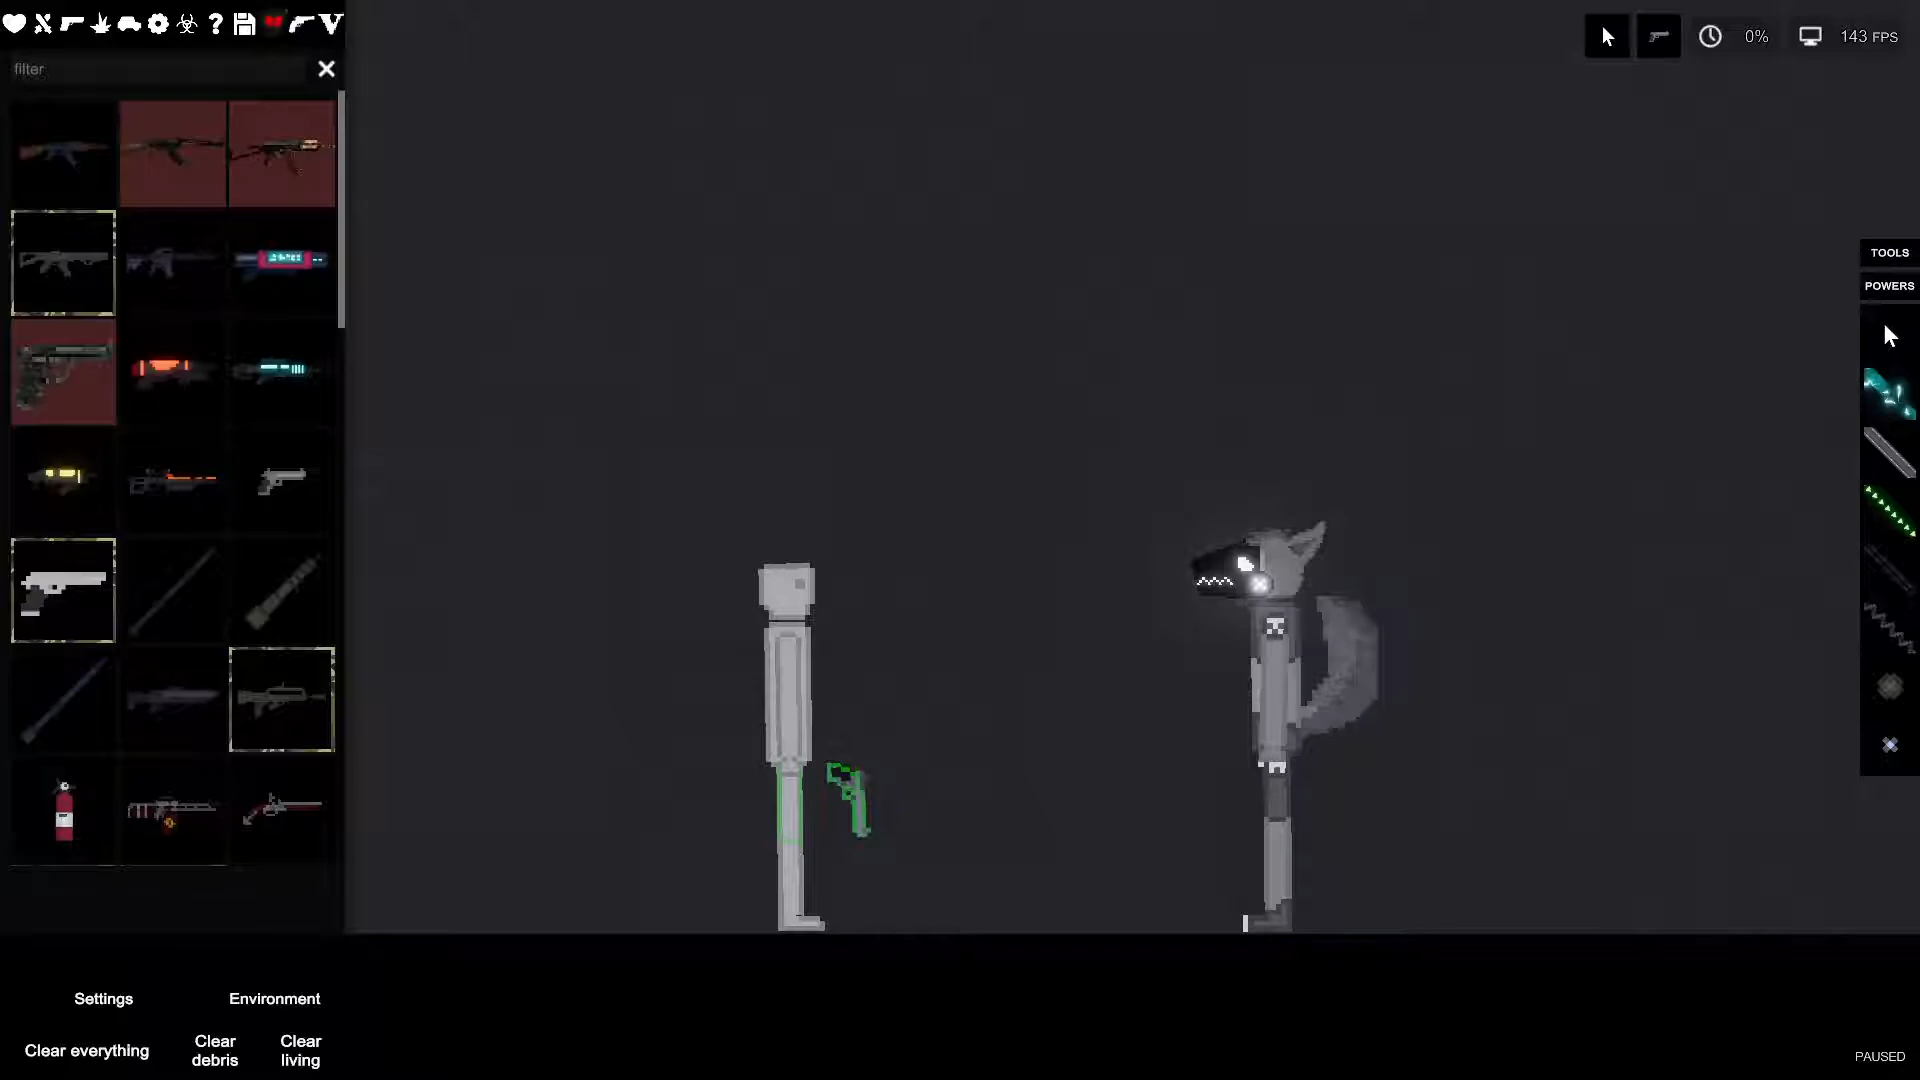 filter
0%
143 FPS
TOOLS
POWERS
Settings
Environment
Clear everything
Clear
debris
Clear
living
PAUSED